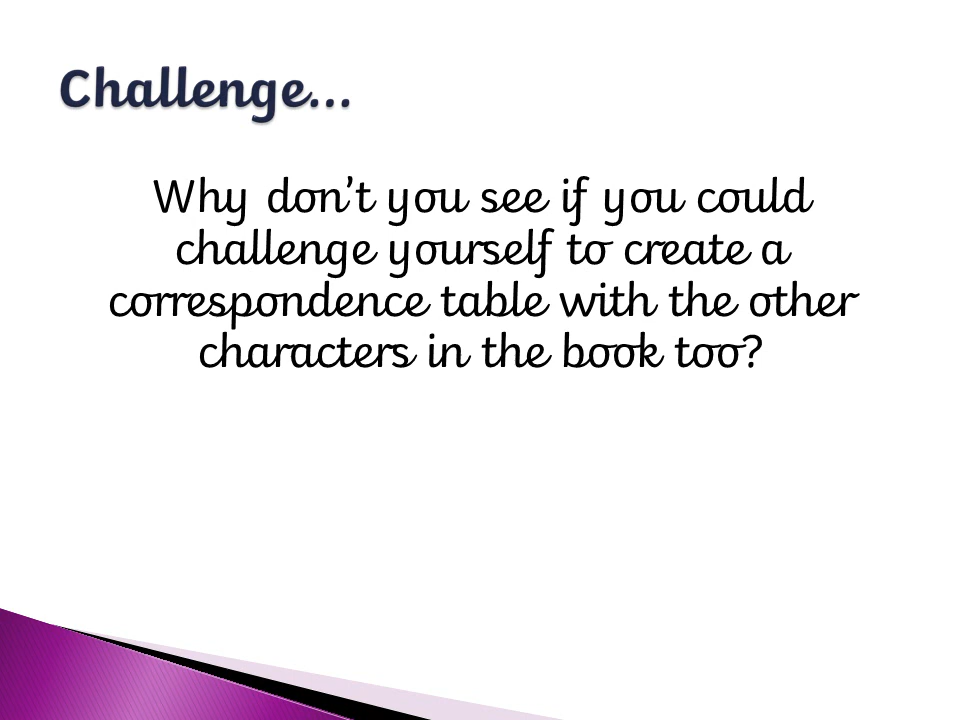 Challenge...
Why don't you see if you could
challenge yourself to create a
correspondence table with the other
characters in the book too?